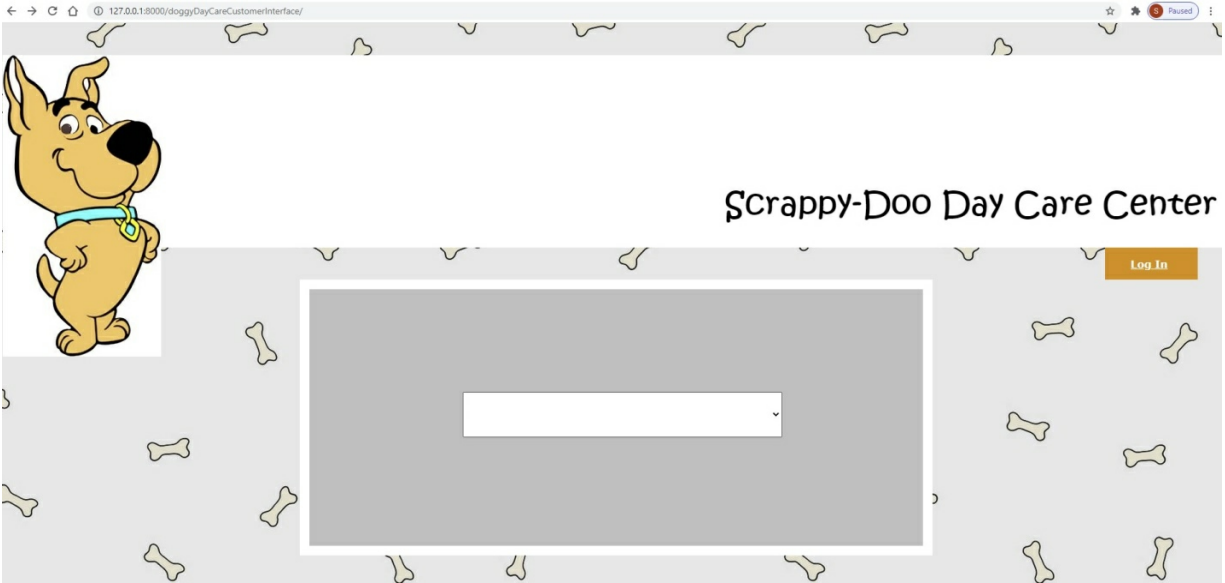 127.0.0.1:8000/doggyDayCareCustomerInterface/
S Paused
Scrappy-Doo Day Care Center
Log In